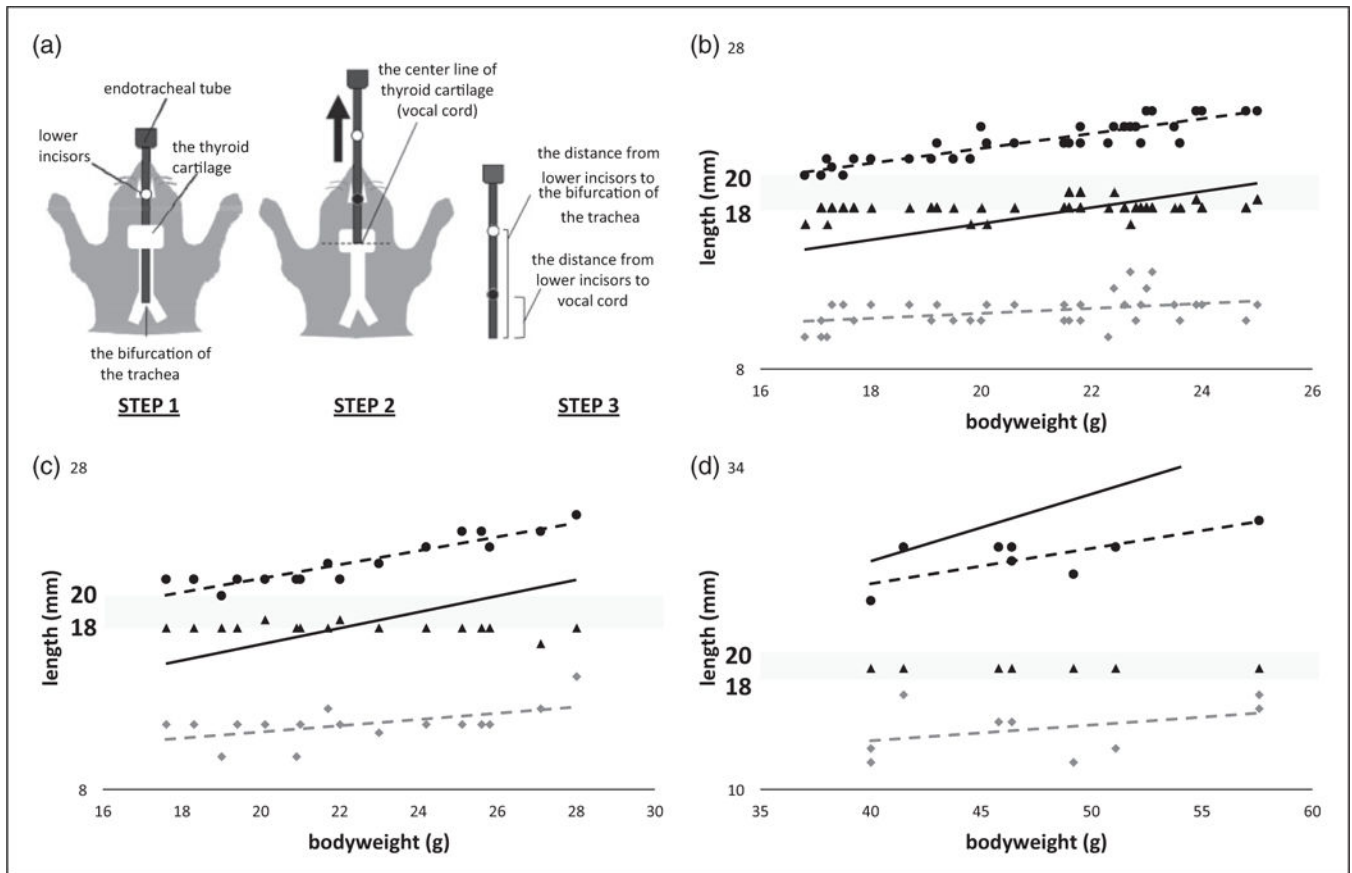 (a)
endotracheal tube
lower
incisors
the thyroid
cartilage
the bifurcation of
the trachea
STEP 1
the center line of
thyroid cartilage
(vocal cord)
STEP 2
the distance from
lower incisors to
the bifurcation of
the trachea
the distance from
lower incisors to
vocal cord
STEP 3
(b)
28
20
18
8
length (mm)
16 18 20 22 24 26
bodyweight (g)
(c)
28
20
18
8
length (mm)
16 18 20 22 24 26 28 30
bodyweight (g)
(d)
34
20
18
10
length (mm)
35 40 45 50 55 60
bodyweight (g)